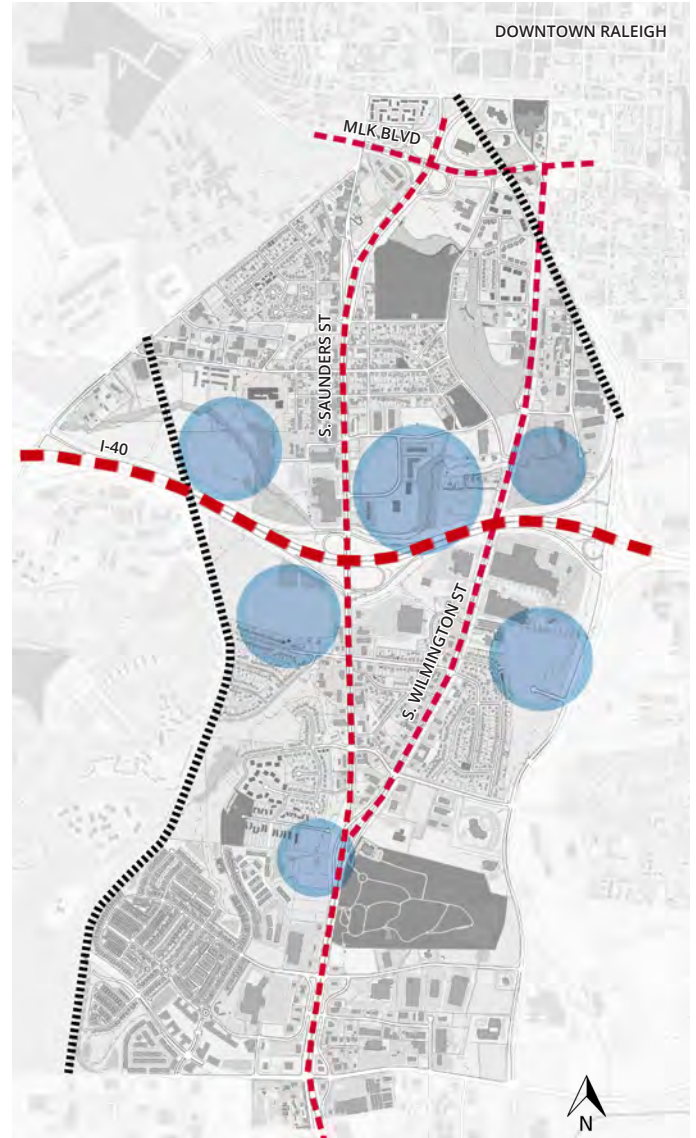 DOWNTOWN RALEIGH
MLK BLVD
S. SAUNDERS ST
I-40
S. WILMINGTON ST
N